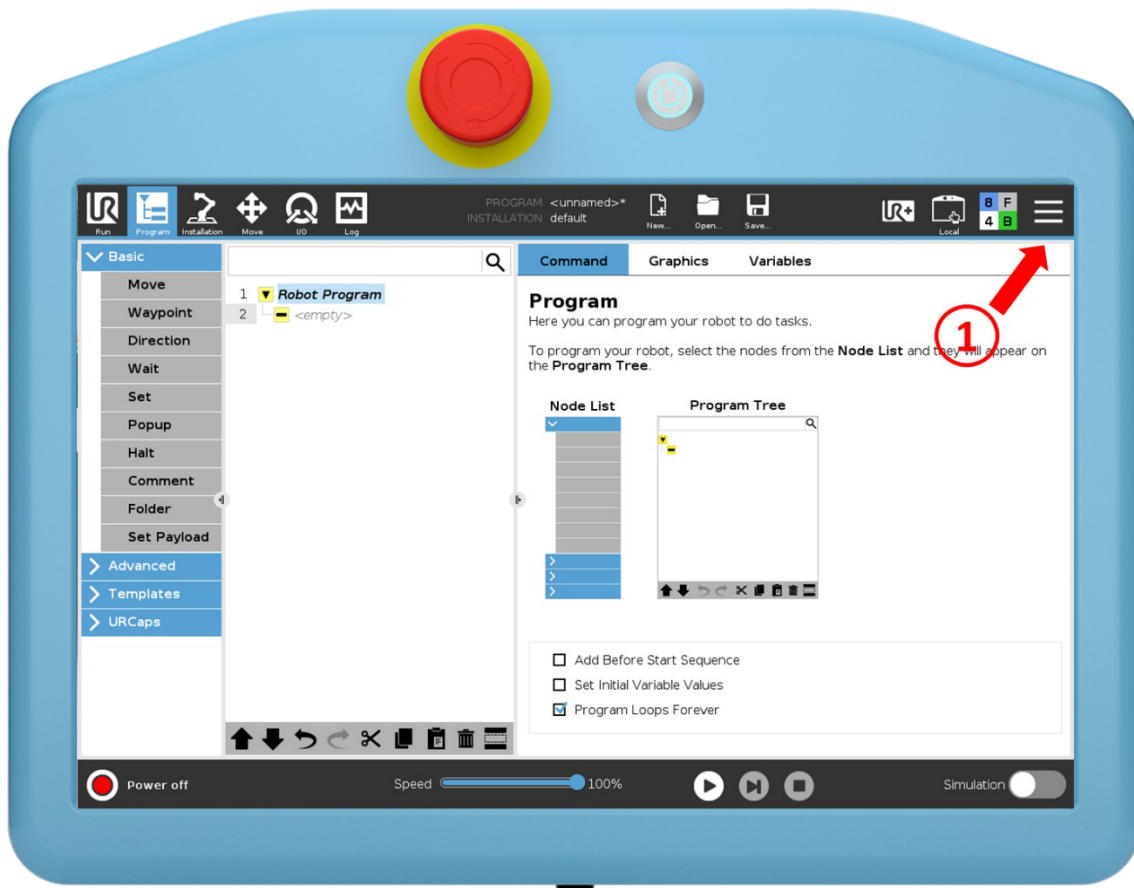 PROGRAM <unnamed>*
INSTALLATION default
UR Run
Program
Installation
Move
I/O
Log
New...
Open...
Save...
UR+
Local
8 F
4 B
Basic
Move
Waypoint
Direction
Wait
Set
Popup
Halt
Comment
Folder
Set Payload
Advanced
Templates
URCaps
1 Robot Program
2 <empty>
Command Graphics Variables
1
Program
Here you can program your robot to do tasks.
To program your robot, select the nodes from the Node List and they will appear on
the Program Tree.
Node List Program Tree
Add Before Start Sequence
Set Initial Variable Values
Program Loops Forever
Power off
Speed 100%
Simulation